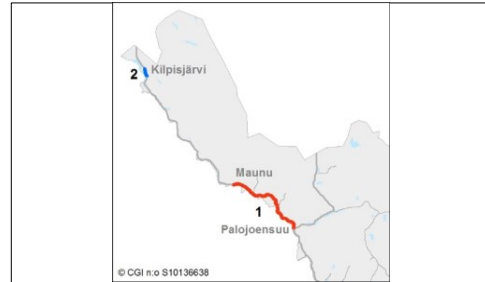 Kilpisjärvi
2
Maunu
1
Palojoensuu
© CGI n:o S10136638